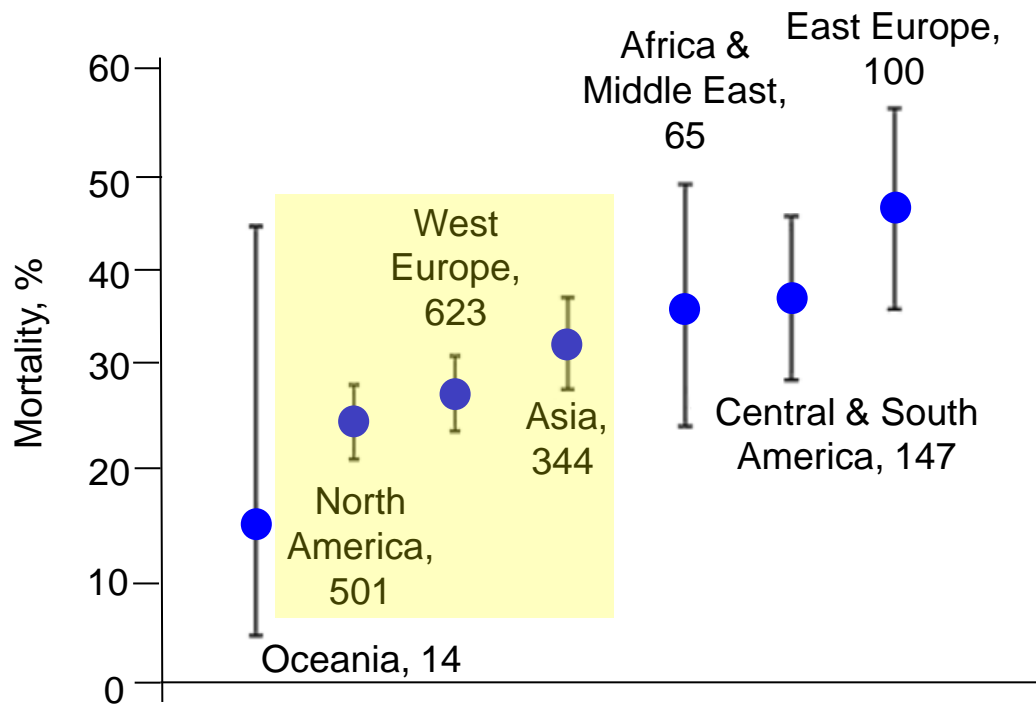 Mortality, %
60
50
40
30
20
10
0
Oceania, 14
North
America,
501
West
Europe,
623
Asia,
344
Africa &
Middle East,
65
Central & South
America, 147
East Europe,
100